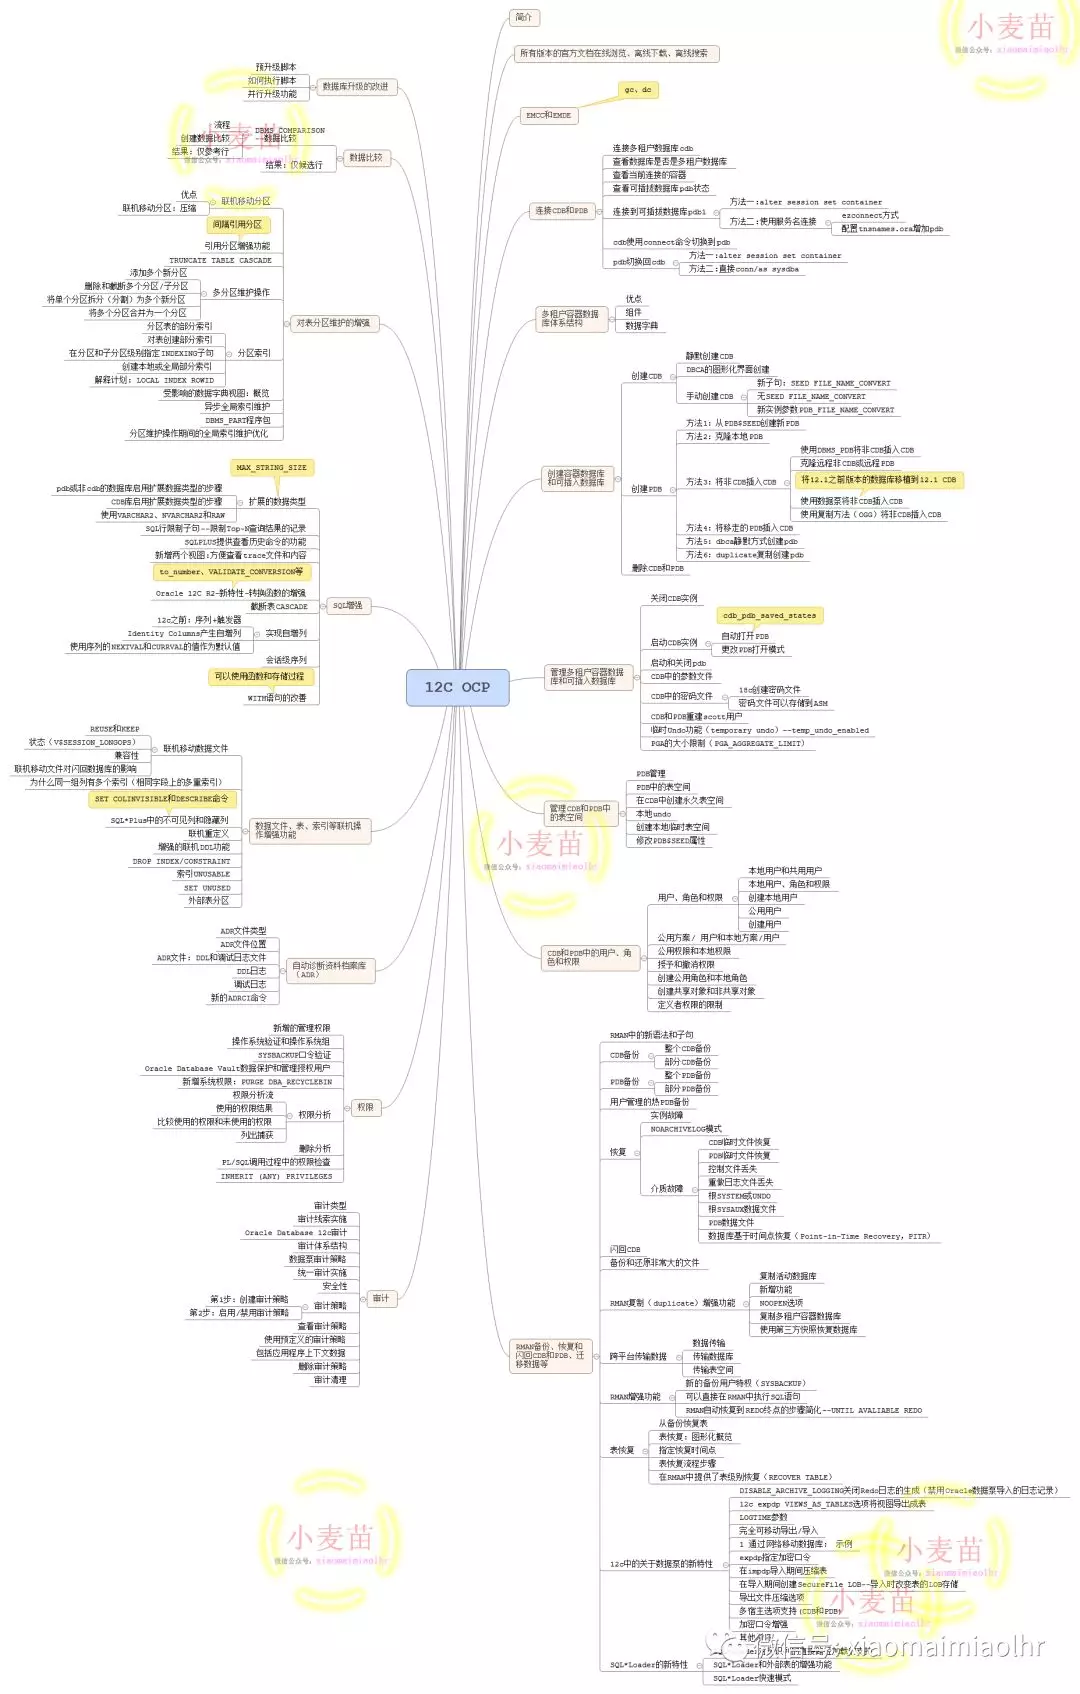 12C OCP
简介
所有版本的官方文档在线浏览、离线下载、离线搜索
gc、dc
EMCC和EMDE
连接CDB和PDB
连接多租户数据库cdb
查看数据库是否是多租户数据库
查看当前连接的容器
查看可插拔数据库pdb状态
连接到可插拔数据库pdb1
方法一:alter session set container
方法二:使用服务名连接
ezconnect方式
配置tnsnames.ora增加pdb
cdb使用connect命令切换到pdb
pdb切换回cdb
方法一:alter session set container
方法二:直接conn/as sysdba
多租户容器数据
库体系结构
优点
组件
数据字典
创建容器数据库
和可插入数据库
创建CDB
静默创建CDB
DBCA的图形化界面创建
手动创建CDB
新子句: SEED FILE_NAME_CONVERT
无SEED FILE_NAME_CONVERT
新实例参数PDB_FILE_NAME_CONVERT
创建PDB
方法1: 从PDB$SEED创建新PDB
方法2: 克隆本地PDB
方法3: 将非CDB插入CDB
使用DBMS_PDB将非CDB插入CDB
克隆远程非CDB或远程PDB
将12.1之前版本的数据库移植到12.1 CDB
使用数据泵将非CDB插入CDB
使用复制方法（OGG）将非CDB插入CDB
方法4: 将移走的PDB插入CDB
方法5: dbca静默方式创建pdb
方法6: duplicate复制创建pdb
删除CDB和PDB
管理多租户容器数据
库和可插入数据库
关闭CDB实例
cdb_pdb_saved_states
启动CDB实例
自动打开PDB
更改PDB打开模式
启动和关闭pdb
CDB中的参数文件
CDB中的密码文件
18c创建密码文件
密码文件可以存储到ASM
CDB和PDB重建scott用户
临时Undo功能（temporary undo）--temp_undo_enabled
PGA的大小限制（PGA_AGGREGATE_LIMIT）
管理CDB和PDB中
的表空间
PDB管理
PDB中的表空间
在CDB中创建永久表空间
本地undo
创建本地临时表空间
修改PDB$SEED属性
CDB和PDB中的用户、角
色和权限
用户、角色和权限
本地用户和共用用户
本地用户、角色和权限
创建本地用户
公用用户
创建用户
公用方案/ 用户和本地方案/用户
公用权限和本地权限
授予和撤消权限
创建公用角色和本地角色
创建共享对象和非共享对象
定义者权限的限制
RMAN备份、恢复和
闪回CDB和PDB、迁
移数据等
RMAN中的新语法和子句
CDB备份
整个CDB备份
部分CDB备份
PDB备份
整个PDB备份
部分PDB备份
用户管理的热PDB备份
恢复
实例故障
NOARCHIVELOG模式
介质故障
CDB临时文件恢复
PDB临时文件恢复
控制文件丢失
重做日志文件丢失
根SYSTEM或UNDO
根SYSAUX数据文件
PDB数据文件
数据库基于时间点恢复（Point-in-Time Recovery, PITR）
闪回CDB
备份和还原非常大的文件
RMAN复制（duplicate）增强功能
复制活动数据库
新增功能
NOOPEN选项
复制多租户容器数据库
使用第三方快照恢复数据库
跨平台传输数据
数据传输
传输数据库
传输表空间
RMAN增强功能
新的备份用户特权（SYSBACKUP）
可以直接在RMAN中执行SQL语句
RMAN自动恢复到REDO终点的步骤简化--UNTIL AVALIABLE REDO
表恢复
从备份恢复表
表恢复: 图形化概览
指定恢复时间点
表恢复流程步骤
在RMAN中提供了表级别恢复（RECOVER TABLE）
12c中的关于数据泵的新特性
DISABLE_ARCHIVE_LOGGING关闭Redo日志的生成（禁用Oracle数据泵导入的日志记录）
12c expdp VIEWS_AS_TABLES选项将视图导出成表
LOGTIME参数
完全可移动导出/导入
1 通过网络移动数据库: 示例
expdp指定加密口令
在impdp导入期间压缩表
在导入期间创建SecureFile LOB--导入时改变表的LOB存储
导出文件压缩选项
多宿主选项支持(CDB和PDB)
加密口令增强
SQL*Loader的新特性
SQL*Loader和外部表的增强功能
SQL*Loader快速模式
数据库升级的改进
预升级脚本
如何执行脚本
并行升级功能
数据比较
DBMS_COMPARISON
--数据比较
流程
创建数据比较
结果: 仅参考行
结果: 仅候选行
对表分区维护的增强
联机移动分区
优点
联机移动分区: 压缩
间隔引用分区
引用分区增强功能
TRUNCATE TABLE CASCADE
多分区维护操作
添加多个新分区
删除和截断多个分区/子分区
将单个分区拆分（分割）为多个新分区
将多个分区合并为一个分区
分区索引
分区表的部分索引
对表创建部分索引
在分区和子分区级别指定INDEXING子句
创建本地或全局部分索引
解释计划: LOCAL INDEX ROWID
受影响的数据字典视图: 概览
异步全局索引维护
DBMS_PART程序包
分区维护操作期间的全局索引维护优化
SQL增强
MAX_STRING_SIZE
扩展的数据类型
pdb或非cdb的数据库启用扩展数据类型的步骤
CDB库启用扩展数据类型的步骤
使用VARCHAR2、NVARCHAR2和RAW
SQL行限制子句--限制Top-N查询结果的记录
SQLPLUS提供查看历史命令的功能
新增两个视图:方便查看trace文件和内容
to_number、VALIDATE_CONVERSION等
Oracle 12C R2-新特性-转换函数的增强
截断表CASCADE
实现自增列
12c之前: 序列+触发器
Identity Columns产生自增列
使用序列的NEXTVAL和CURRVAL的值作为默认值
会话级序列
可以使用函数和存储过程
WITH语句的改善
数据文件、表、索引等联机操
作增强功能
联机移动数据文件
REUSE和KEEP
状态（V$SESSION_LONGOPS）
兼容性
联机移动文件对闪回数据库的影响
为什么同一组列有多个索引（相同字段上的多重索引）
SET COLINVISIBLE和DESCRIBE命令
SQL*Plus中的不可见列和隐藏列
联机重定义
增强的联机DDL功能
DROP INDEX/CONSTRAINT
索引UNUSABLE
SET UNUSED
外部表分区
自动诊断资料档案库
（ADR）
ADR文件类型
ADR文件位置
ADR文件: DDL和调试日志文件
DDL日志
调试日志
新的ADRCI命令
权限
新增的管理权限
操作系统验证和操作系统组
SYSBACKUP口令验证
Oracle Database Vault数据保护和管理授权用户
新增系统权限: PURGE DBA_RECYCLEBIN
权限分析
权限分析流
使用的权限结果
比较使用的权限和未使用的权限
列出捕获
删除分析
PL/SQL调用过程中的权限检查
INHERIT (ANY) PRIVILEGES
审计
审计类型
审计线索实施
Oracle Database 12c审计
审计体系结构
数据泵审计策略
统一审计实施
安全性
审计策略
第1步: 创建审计策略
第2步: 启用/禁用审计策略
查看审计策略
使用预定义的审计策略
包括应用程序上下文数据
删除审计策略
审计清理
小麦苗
微信公众号: xiaomaimiaolhr
小麦苗
小麦苗
微信公众号: xiaomaimiaolhr
小麦苗
微信公众号: xiaomaimiaolhr
小麦苗
微信公众号: xiaomaimiaolhr
小麦苗
微信公众号: xiaomaimiaolhr
微信号: xiaomaimiaolhr